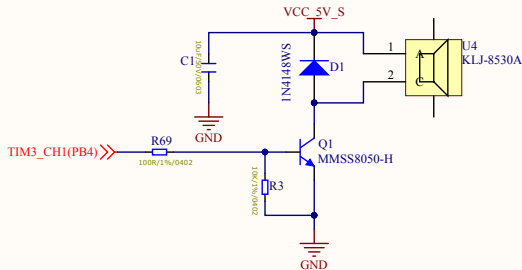 VCC_5V_S
C1
10uF/50V/0603
1N4148WS
D1
1
2
A
C
U4
KLJ-8530A
GND
Q1
MMSS8050-H
TIM3_CH1(PB4)
R69
100R/1%/0402
R3
10K/1%/0402
GND